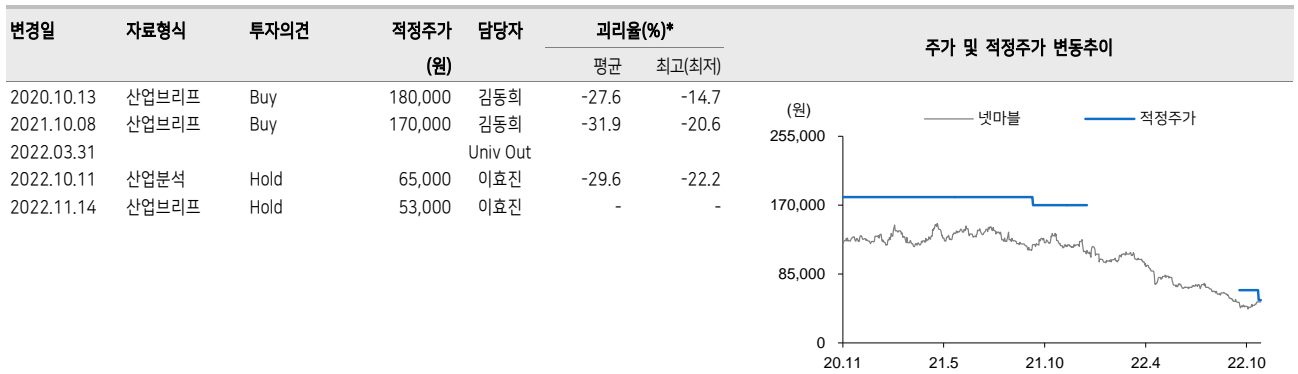 변경일 자료형식 투자의견 적정주가 담당자 괴리율(%)* 주가 및 적정주가 변동추이
(원) 평균 최고(최저)
2020.10.13 산업브리프 Buy 180,000 김동희 -27.6 -14.7
2021.10.08 산업브리프 Buy 170,000 김동희 -31.9 -20.6
2022.03.31 Univ Out
2022.10.11 산업분석 Hold 65,000 이효진 -29.6 -22.2
2022.11.14 산업브리프 Hold 53,000 이효진 - -
(원) 넷마블 적정주가
255,000
170,000
85,000
0
20.11 21.5 21.10 22.4 22.10